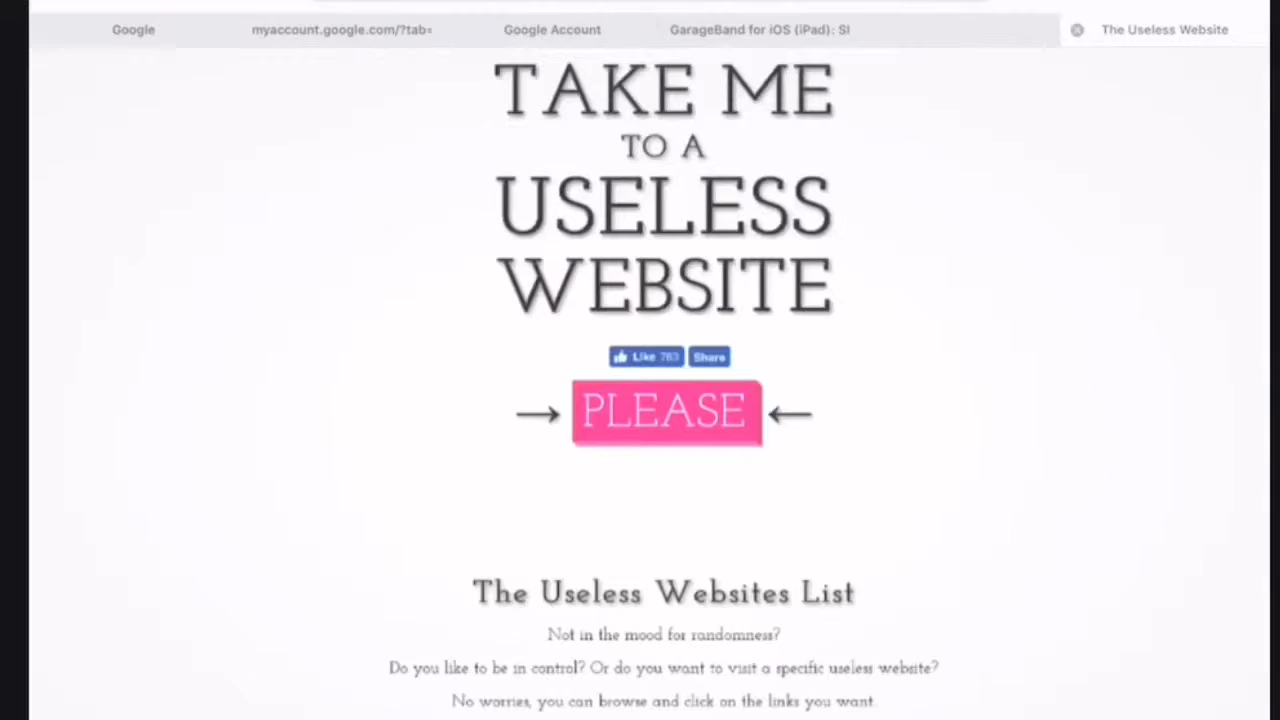 Google
myaccount.google.com/?tab=
Google Account
GarageBand for iOS (iPad): Sl
The Useless Website
TAKE ME
TO A
USELESS
WEBSITE
Like 763 Share
→ PLEASE ←
The Useless Websites List
Not in the mood for randomness?
Do you like to be in control? Or do you want to visit a specific useless website?
No worries, you can browse and click on the links you want.